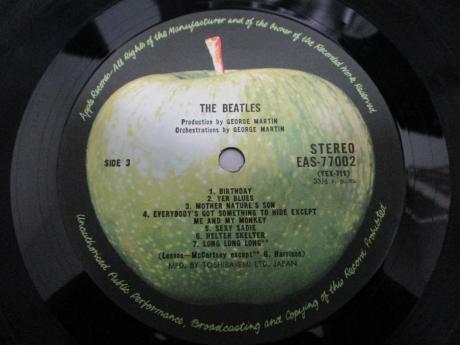 Apple Records - All Rights of the Manufacturer and of the Owner of the Recorded Work Reserved
THE BEATLES
Production by GEORGE MARTIN
Orchestrations by GEORGE MARTIN
SIDE 3
STEREO
EAS-77002
(TEX-711)
33⅓ r.p.m.
1. BIRTHDAY
2. YER BLUES
3. MOTHER NATURE'S SON
4. EVERYBODY'S GOT SOMETHING TO HIDE EXCEPT
ME AND MY MONKEY
5. SEXY SADIE
6. HELTER SKELTER
7. LONG LONG LONG**
(Lennon—McCartney except** G. Harrison)
MFD. BY TOSHIBA-EMI LTD. JAPAN
Unauthorised Public Performance, Broadcasting and Copying of this Record Prohibited